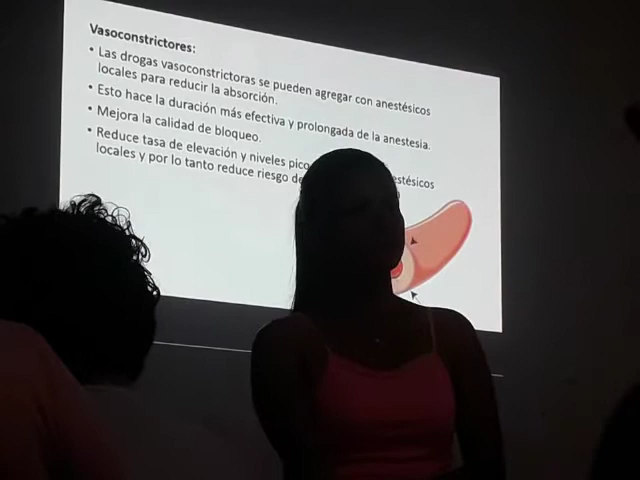 Vasoconstrictores:
• Las drogas vasoconstrictoras se pueden agregar con anestésicos
locales para reducir la absorción.
• Esto hace la duración más efectiva y prolongada de la anestesia.
• Mejora la calidad de bloqueo.
• Reduce tasa de elevación y niveles pico
locales y por lo tanto reduce riesgo